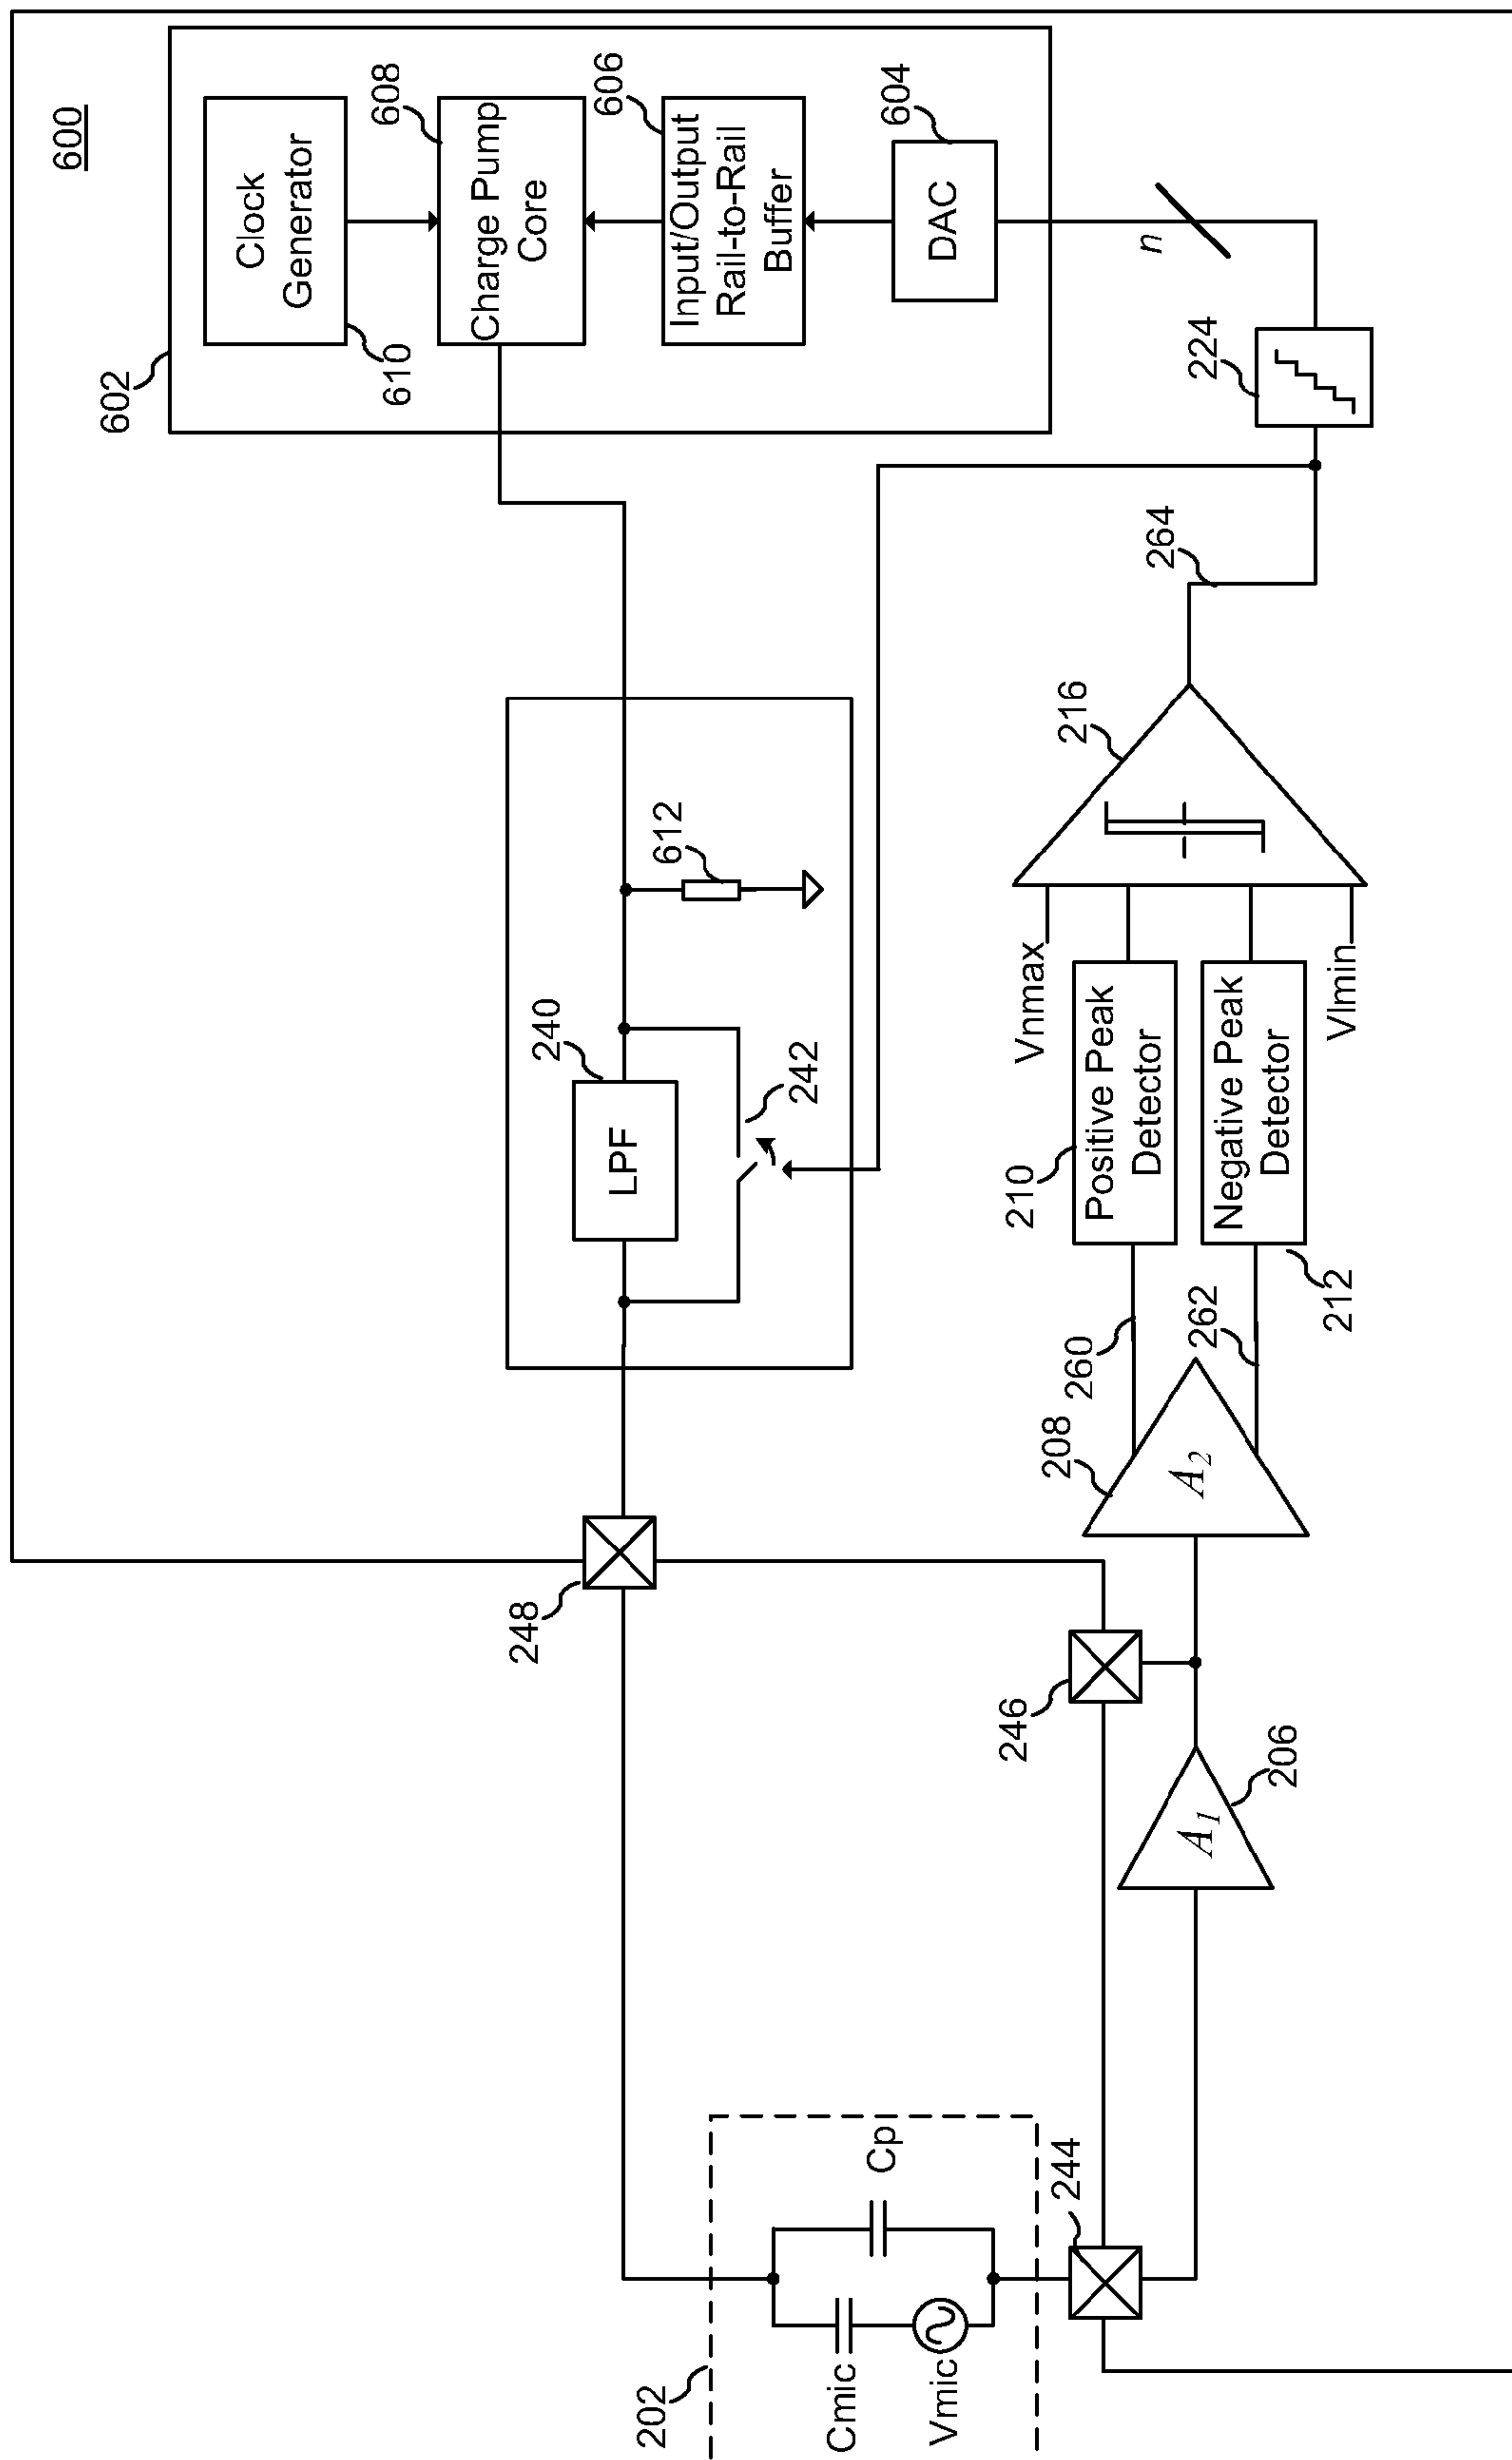 600
602
Clock
Generator
610
608
Charge Pump
Core
606
Input/Output
Rail-to-Rail
Buffer
604
DAC
n
224
264
216
612
240
LPF
242
Vnmax
210
Positive Peak
Detector
Negative Peak
Detector
Vlmin
212
260
262
208
A2
248
246
206
A1
244
202
Cp
Cmic
Vmic